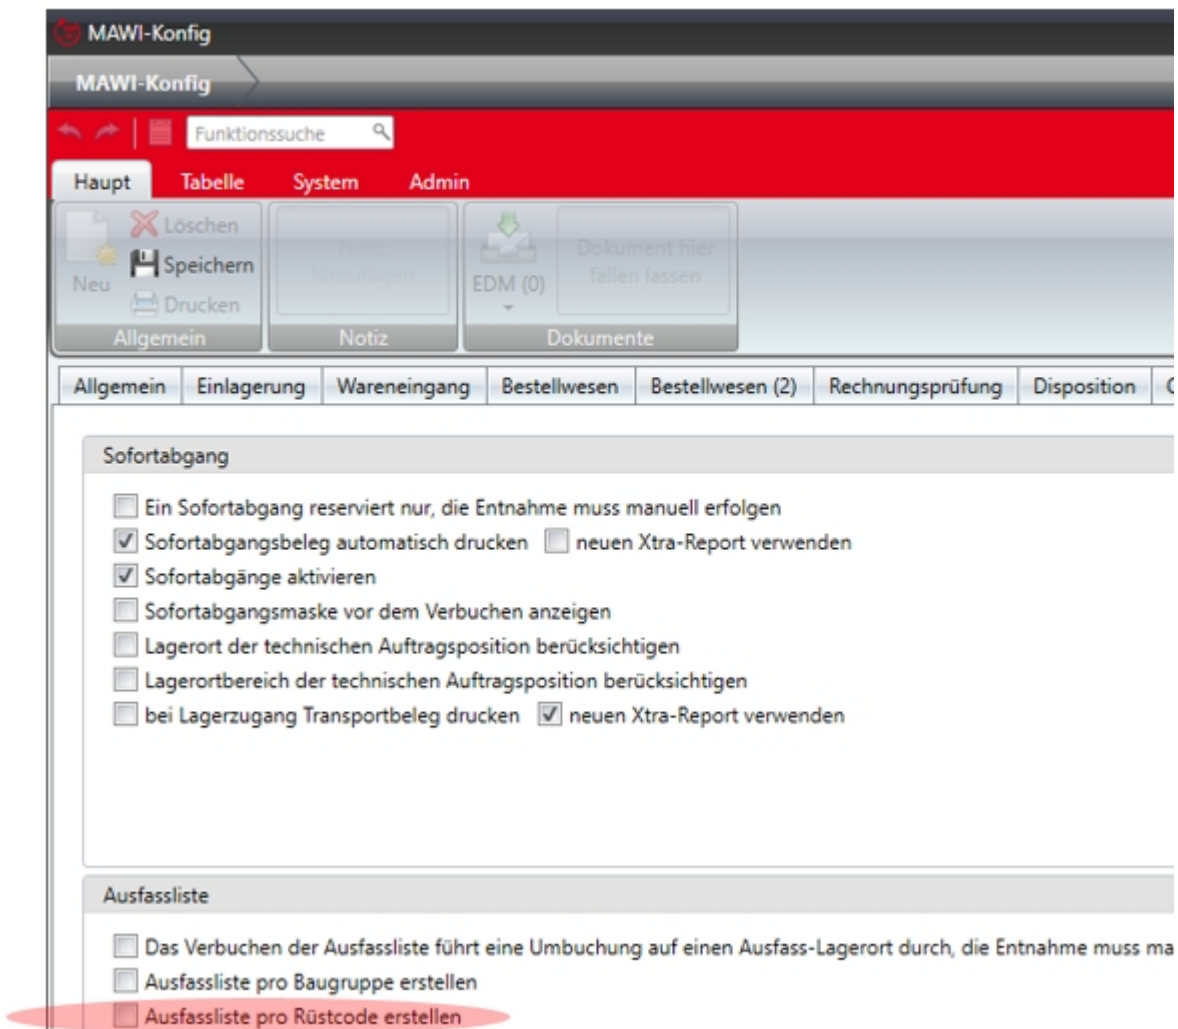 MAWI-Konfig
MAWI-Konfig
Funktionssuche
Haupt Tabelle System Admin
Neu Löschen Speichern Drucken
Notiz hinzufügen
EDM (0)
Dokument hier fallen lassen
Allgemein Notiz Dokumente
Allgemein Einlagerung Wareneingang Bestellwesen Bestellwesen (2) Rechnungsprüfung Disposition
Sofortabgang
Ein Sofortabgang reserviert nur, die Entnahme muss manuell erfolgen
Sofortabgangsbeleg automatisch drucken neuen Xtra-Report verwenden
Sofortabgänge aktivieren
Sofortabgangsmaske vor dem Verbuchen anzeigen
Lagerort der technischen Auftragsposition berücksichtigen
Lagerortbereich der technischen Auftragsposition berücksichtigen
bei Lagerzugang Transportbeleg drucken neuen Xtra-Report verwenden
Ausfassliste
Das Verbuchen der Ausfassliste führt eine Umbuchung auf einen Ausfass-Lagerort durch, die Entnahme muss ma
Ausfassliste pro Baugruppe erstellen
Ausfassliste pro Rüstcode erstellen